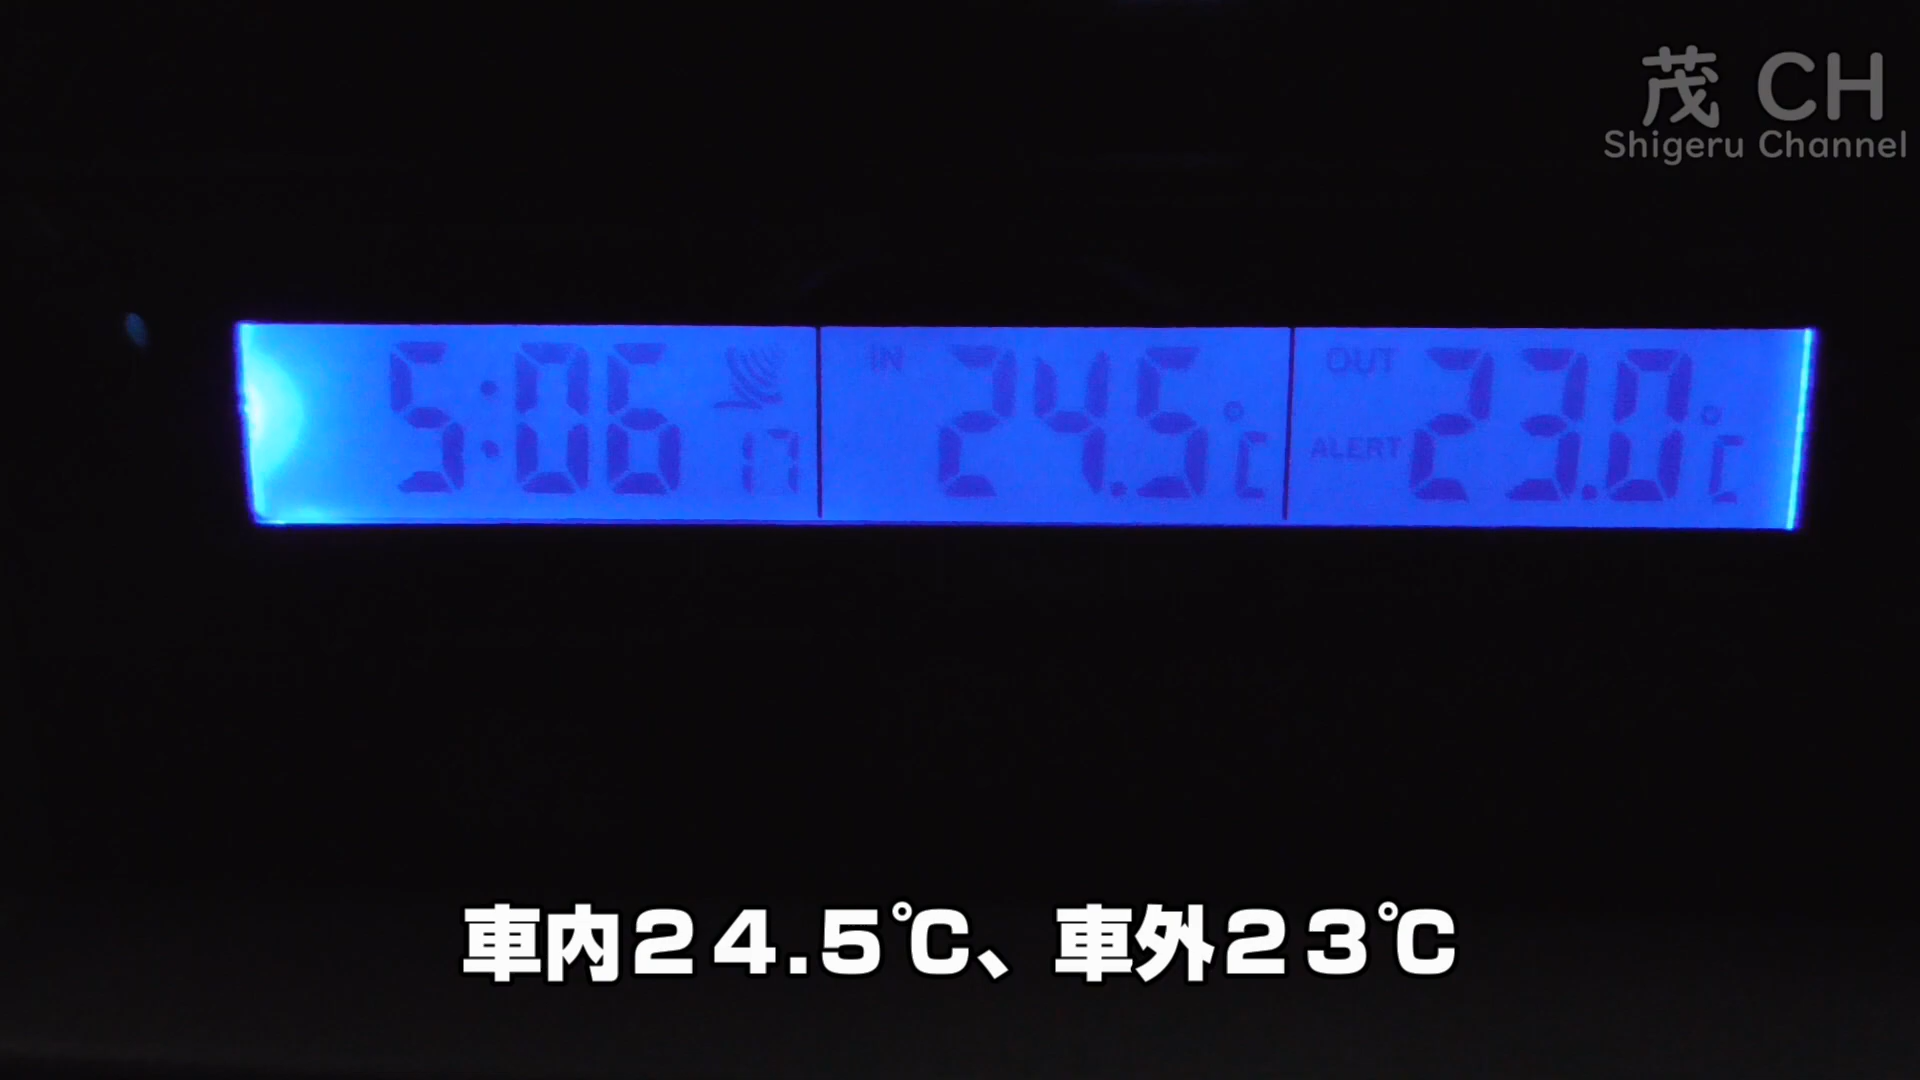 茂 CH
Shigeru Channel
5:06 17
IN 24.5℃
OUT ALERT 23.0℃
車内２４.５℃、車外２３℃